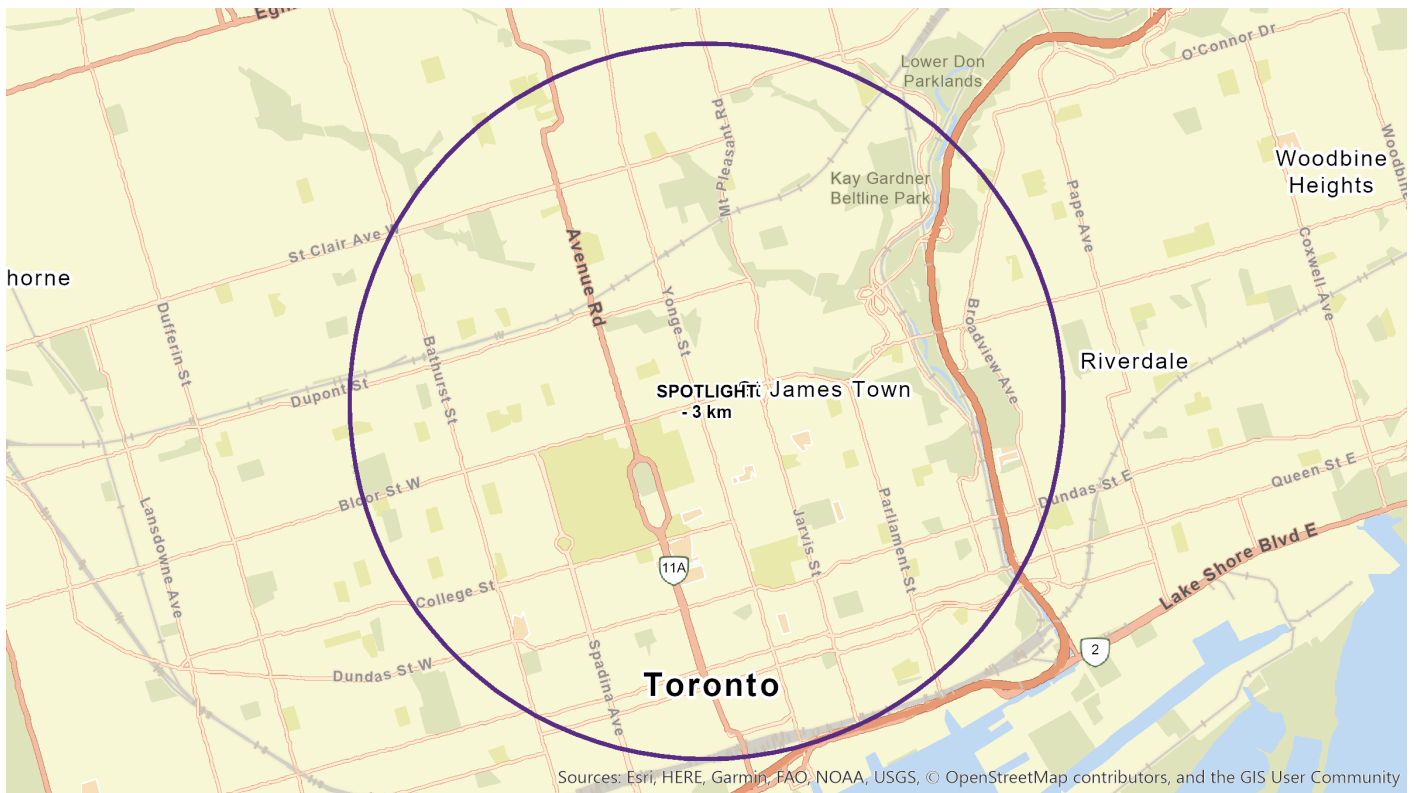 Lower Don
Parklands
O'Connor Dr
Mt Pleasant Rd
Woodbine
Heights
Woodbine
Kay Gardner
Beltline Park
Pape Ave
St Clair Ave W
Avenue Rd
Coxwell Ave
horne
Dufferin St
Yonge St
Bathurst St
Broadview Ave
Riverdale
Dupont St
SPOTLIGHT
- 3 km
James Town
Bloor St W
Lansdowne Ave
Jarvis St
Parliament St
Dundas St E
Queen St E
11A
College St
Lake Shore Blvd E
2
Dundas St W
Spadina Ave
Toronto
Sources: Esri, HERE, Garmin, FAO, NOAA, USGS, © OpenStreetMap contributors, and the GIS User Community